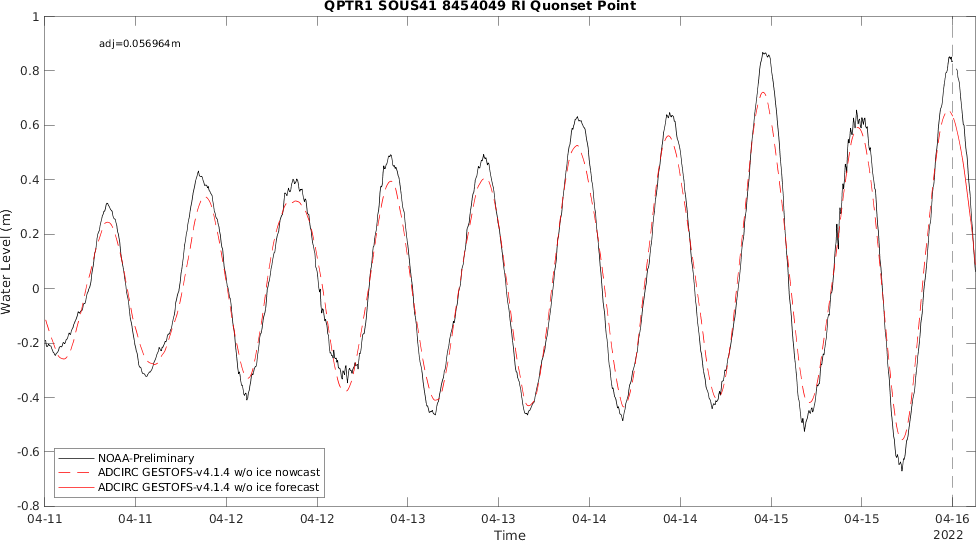 QPTR1 SOUS41 8454049 RI Quonset Point
adj=0.056964m
1
0.8
0.6
0.4
0.2
0
-0.2
-0.4
-0.6
-0.8
Water Level (m)
NOAA-Preliminary
ADCIRC GESTOFS-v4.1.4 w/o ice nowcast
ADCIRC GESTOFS-v4.1.4 w/o ice forecast
04-11 04-11 04-12 04-12 04-13 04-13 04-14 04-14 04-15 04-15 04-16
Time
2022